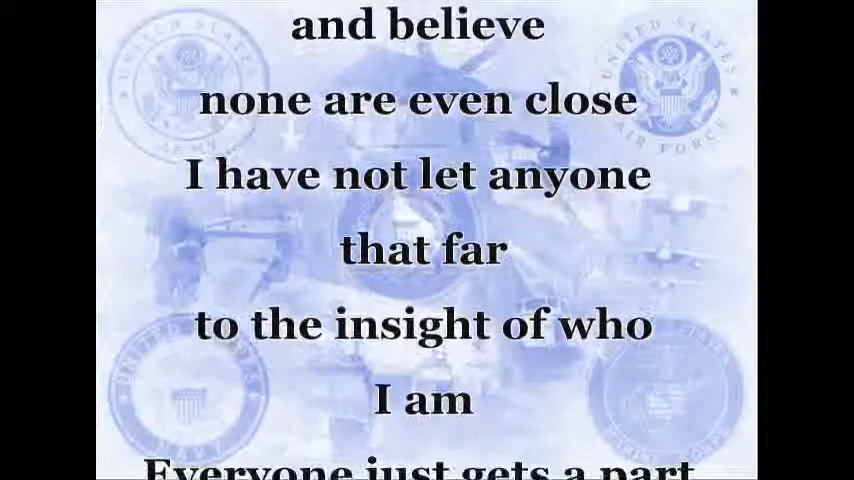 and believe
none are even close
I have not let anyone
that far
to the insight of who
I am
Everyone just gets a part
UNITED STATES
ARMY
UNITED STATES
AIR FORCE
NAVY